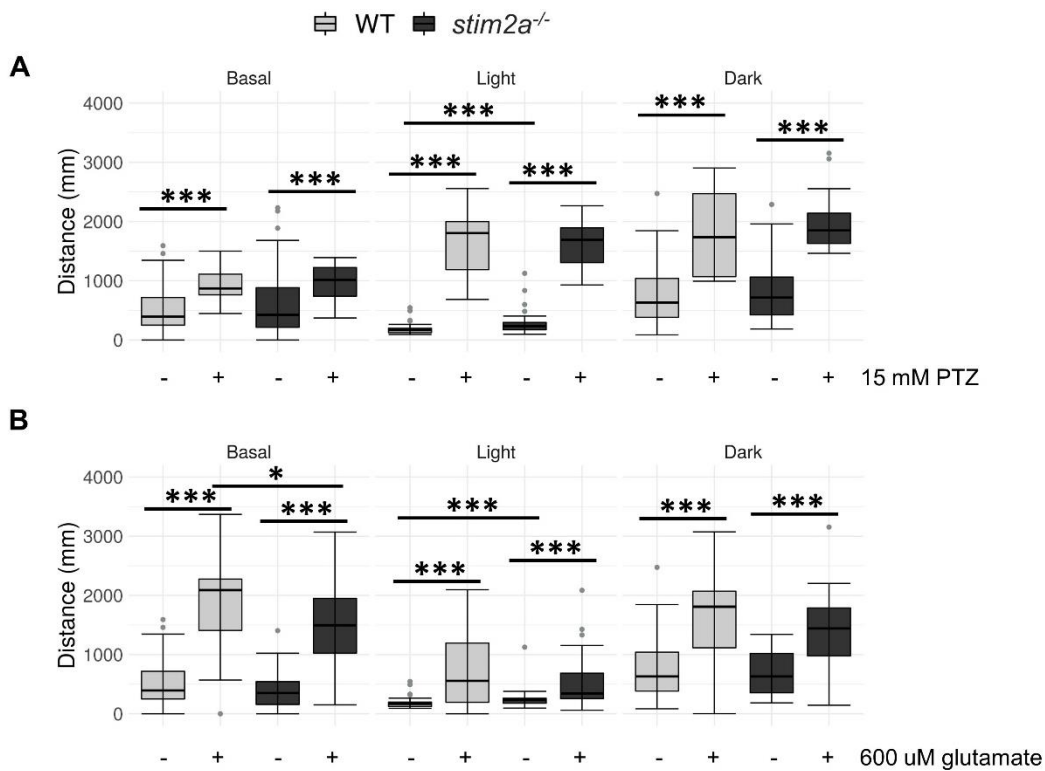 WT stim2a-/-
A
Basal Light Dark
Distance (mm)
4000
3000
2000
1000
0
*** *** *** *** *** *** ***
- + - + - + - + - + - + 15 mM PTZ
B
Basal Light Dark
Distance (mm)
4000
3000
2000
1000
0
*** * *** *** *** *** *** ***
- + - + - + - + - + - + 600 uM glutamate